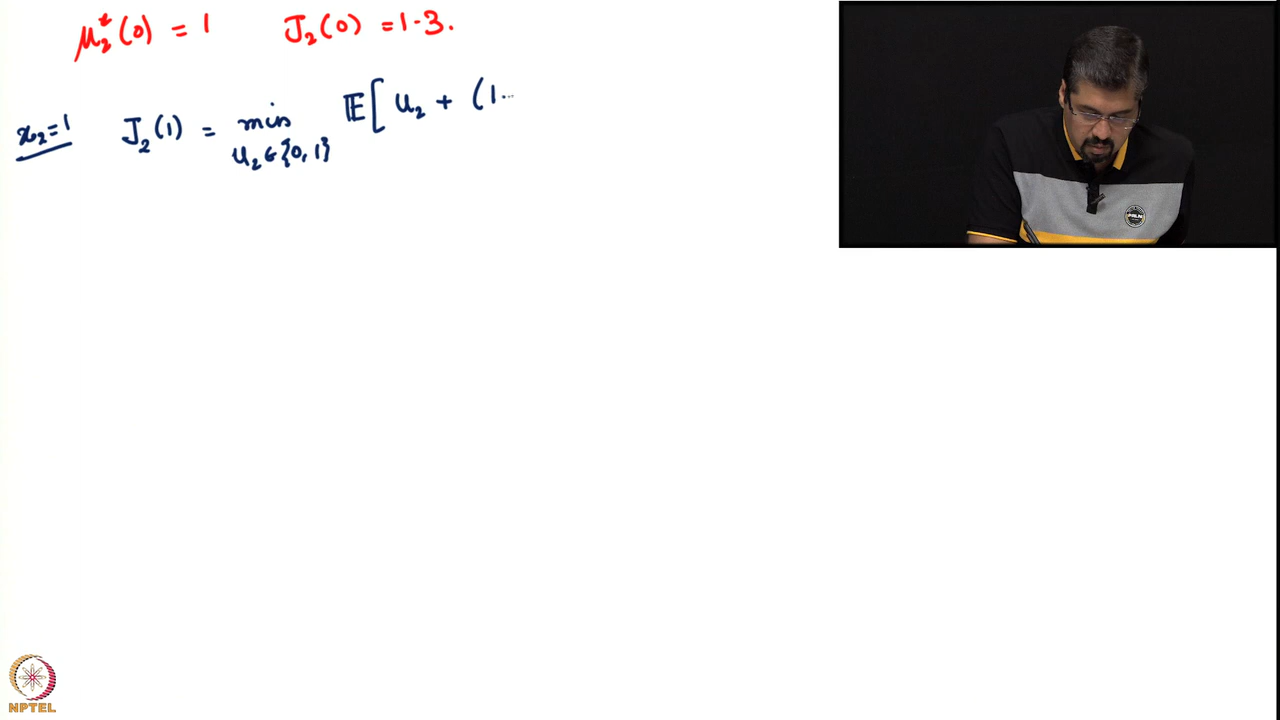 μ₂*(0) = 1 J₂(0) = 1.3.
x₂=1 J₂(1) = min 𝔼[ u₂ + (1-
u₂∈{0,1}
NPTEL